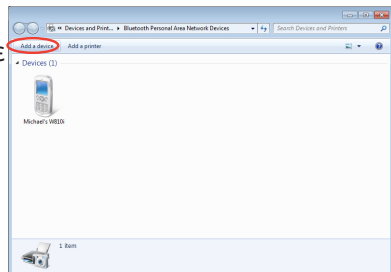 « Devices and Print... ▸ Bluetooth Personal Area Network Devices
Search Devices and Printers
Add a device Add a printer
Devices (1)
Michael's W810i
1 item